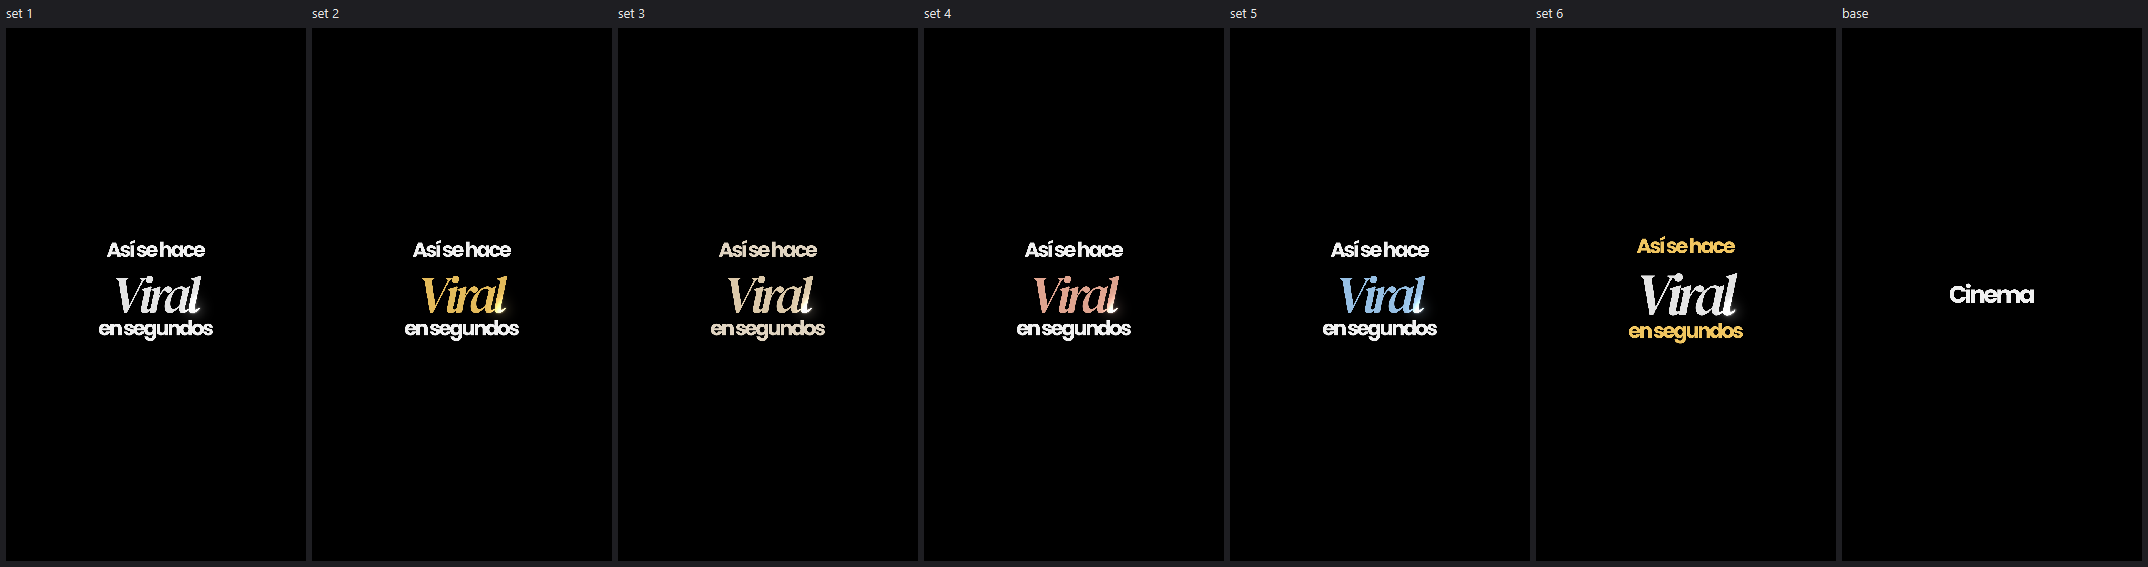 set 1
set 2
set 3
set 4
set 5
set 6
base
Así se hace
Viral
en segundos
Así se hace
Viral
en segundos
Así se hace
Viral
en segundos
Así se hace
Viral
en segundos
Así se hace
Viral
en segundos
Así se hace
Viral
en segundos
Cinema